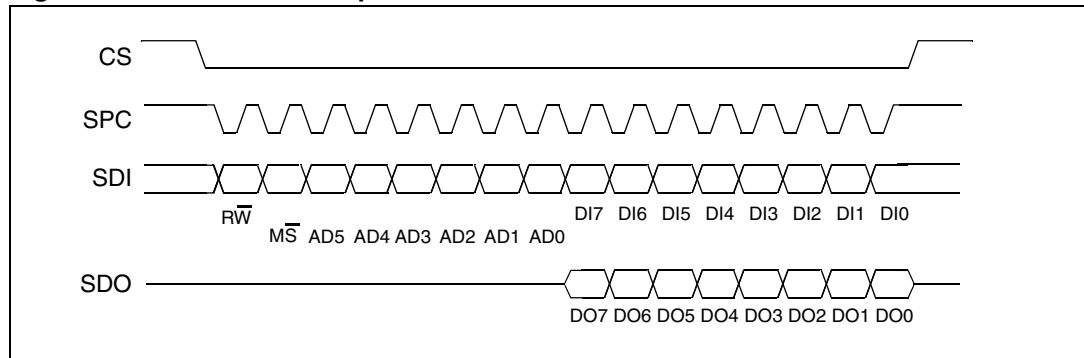 CS
SPC
SDI
RW̅
DI7 DI6 DI5 DI4 DI3 DI2 DI1 DI0
MS̅ AD5 AD4 AD3 AD2 AD1 AD0
SDO
DO7 DO6 DO5 DO4 DO3 DO2 DO1 DO0